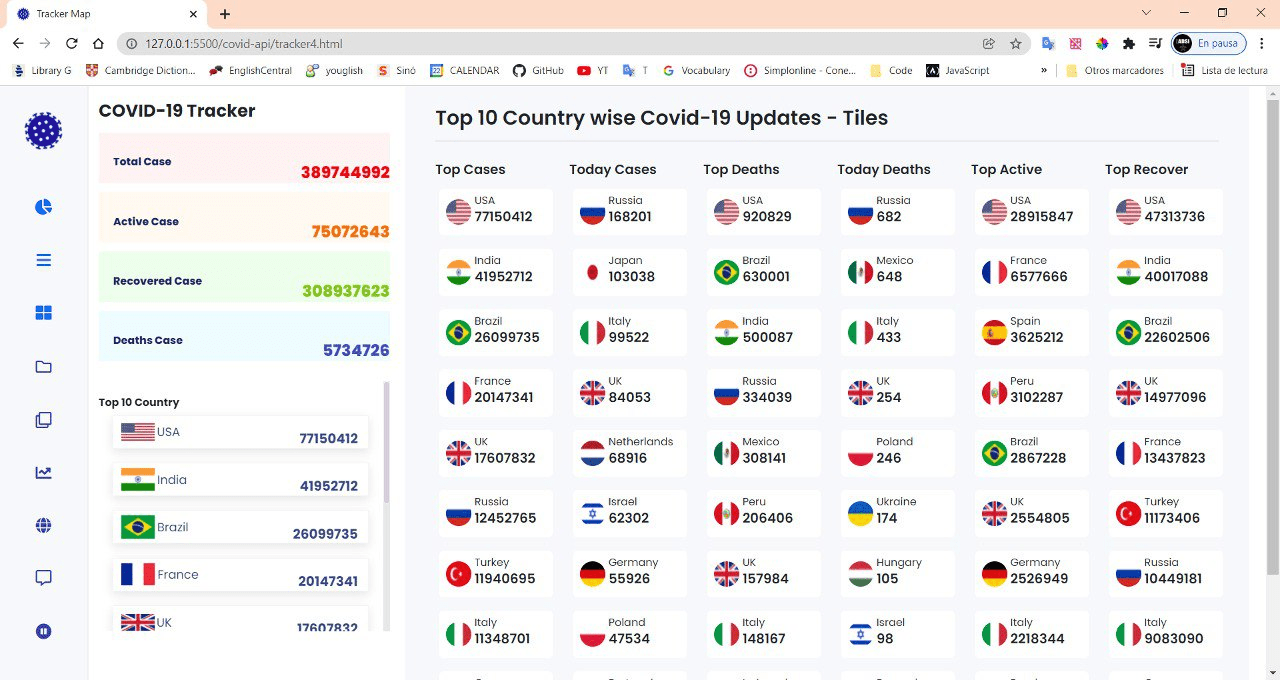 Tracker Map
127.0.0.1:5500/covid-api/tracker4.html
ABSI
En pausa
Library G
Cambridge Diction...
EnglishCentral
youglish
Sinó
CALENDAR
GitHub
YT
T
Vocabulary
Simplonline - Cone...
Code
JavaScript
»
Otros marcadores
Lista de lectura
COVID-19 Tracker
Total Case
389744992
Active Case
75072643
Recovered Case
308937623
Deaths Case
5734726
Top 10 Country
USA
77150412
India
41952712
Brazil
26099735
France
20147341
UK
17607832
Top 10 Country wise Covid-19 Updates - Tiles
Top Cases
USA
77150412
India
41952712
Brazil
26099735
France
20147341
UK
17607832
Russia
12452765
Turkey
11940695
Italy
11348701
Today Cases
Russia
168201
Japan
103038
Italy
99522
UK
84053
Netherlands
68916
Israel
62302
Germany
55926
Poland
47534
Top Deaths
USA
920829
Brazil
630001
India
500087
Russia
334039
Mexico
308141
Peru
206406
UK
157984
Italy
148167
Today Deaths
Russia
682
Mexico
648
Italy
433
UK
254
Poland
246
Ukraine
174
Hungary
105
Israel
98
Top Active
USA
28915847
France
6577666
Spain
3625212
Peru
3102287
Brazil
2867228
UK
2554805
Germany
2526949
Italy
2218344
Top Recover
USA
47313736
India
40017088
Brazil
22602506
UK
14977096
France
13437823
Turkey
11173406
Russia
10449181
Italy
9083090